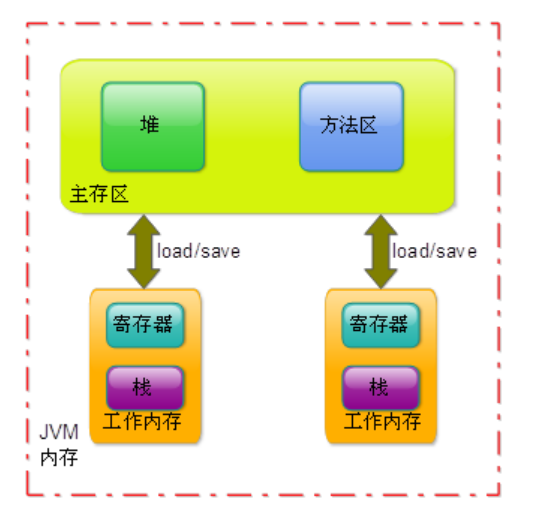 堆
方法区
主存区
load/save
load/save
寄存器
寄存器
栈
栈
工作内存
工作内存
JVM
内存